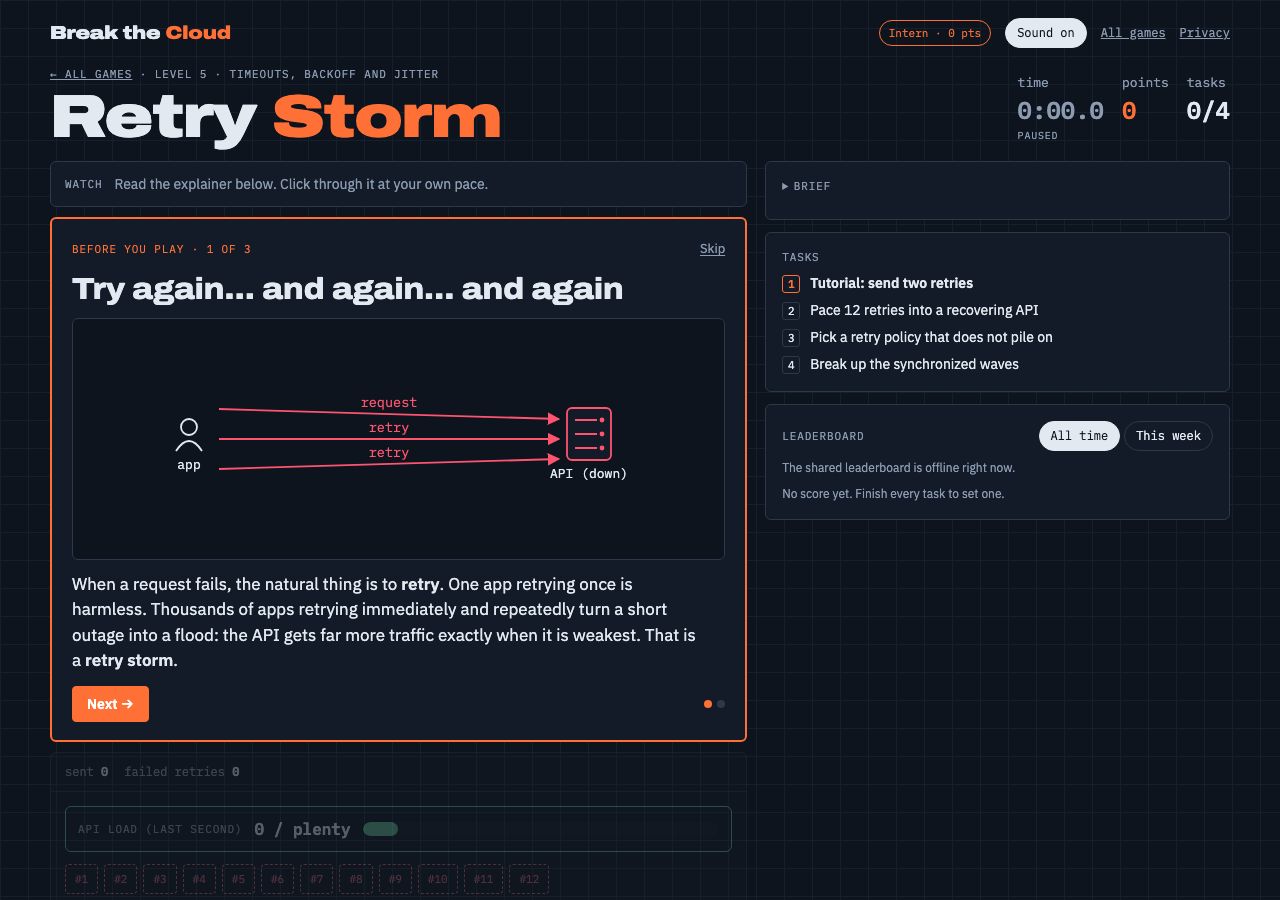 Break the Cloud
Intern · 0 pts
Sound on
All games
Privacy
← ALL GAMES · LEVEL 5 · TIMEOUTS, BACKOFF AND JITTER
Retry Storm
time
points
tasks
0:00.0
0
0/4
PAUSED
WATCH Read the explainer below. Click through it at your own pace.
BEFORE YOU PLAY · 1 OF 3
Skip
Try again… and again… and again
request
retry
retry
app
API (down)
When a request fails, the natural thing is to retry. One app retrying once is
harmless. Thousands of apps retrying immediately and repeatedly turn a short
outage into a flood: the API gets far more traffic exactly when it is weakest. That is
a retry storm.
Next →
sent 0 failed retries 0
API LOAD (LAST SECOND) 0 / plenty
#1 #2 #3 #4 #5 #6 #7 #8 #9 #10 #11 #12
▶ BRIEF
TASKS
1 Tutorial: send two retries
2 Pace 12 retries into a recovering API
3 Pick a retry policy that does not pile on
4 Break up the synchronized waves
LEADERBOARD
All time
This week
The shared leaderboard is offline right now.
No score yet. Finish every task to set one.